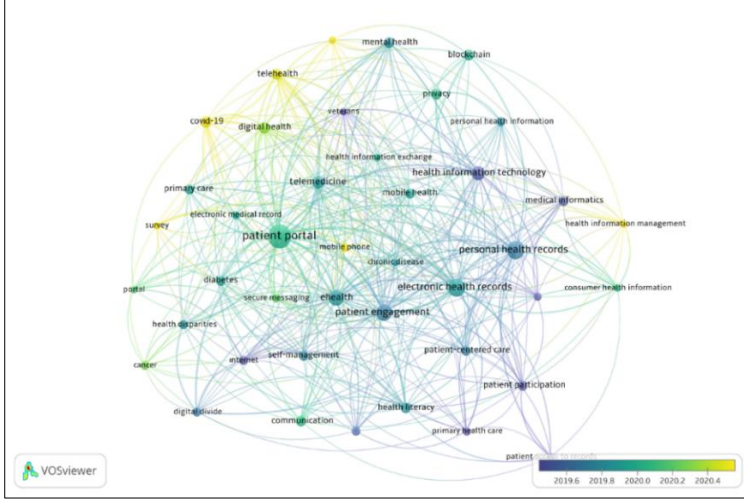 mental health
blockchain
telehealth
privacy
veterans
covid-19
digital health
personal health information
health information exchange
health information technology
telemedicine
primary care
mobile health
medical informatics
electronic medical record
survey
health information management
patient portal
mobile phone
personal health records
chronic disease
diabetes
portal
electronic health records
consumer health information
secure messaging
ehealth
patient engagement
health disparities
patient-centered care
internet
self-management
cancer
patient participation
health literacy
digital divide
communication
primary health care
patient access to records
VOSviewer
2019.6 2019.8 2020.0 2020.2 2020.4